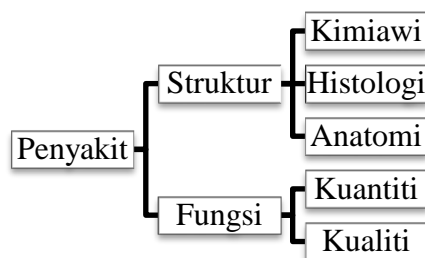 Penyakit
Struktur
Kimiawi
Histologi
Anatomi
Fungsi
Kuantiti
Kualiti